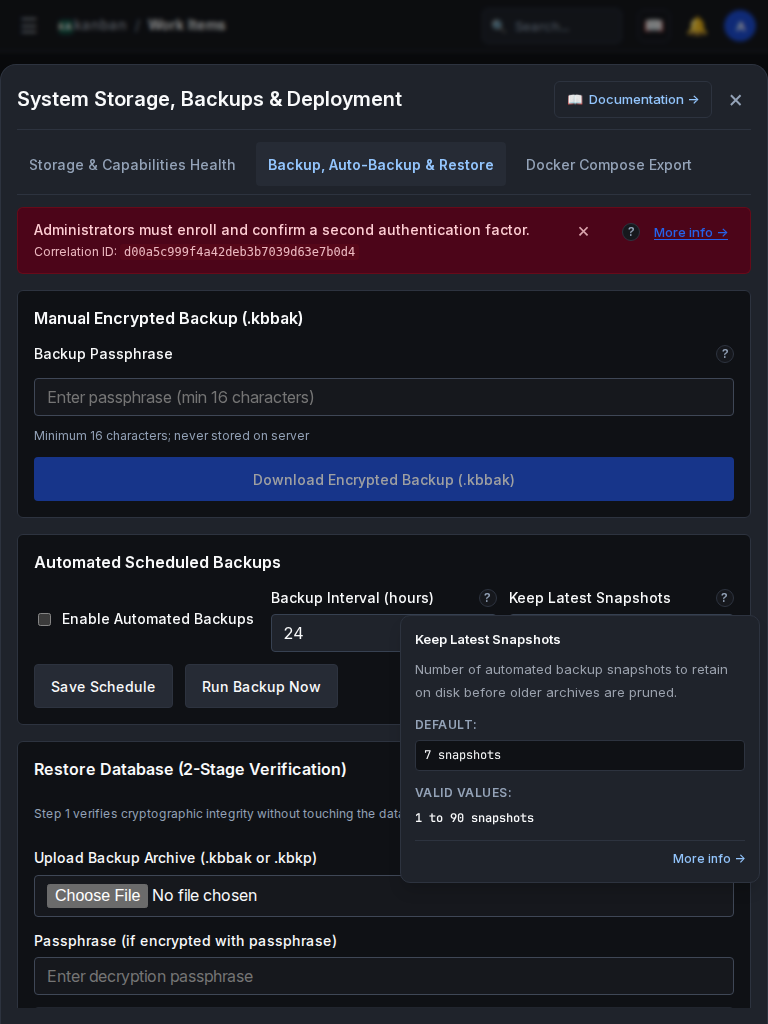 kanban / Work Items
Search...
A
System Storage, Backups & Deployment
Documentation →
Storage & Capabilities Health
Backup, Auto-Backup & Restore
Docker Compose Export
Administrators must enroll and confirm a second authentication factor.
? More info →
Correlation ID: d00a5c999f4a42deb3b7039d63e7b0d4
Manual Encrypted Backup (.kbbak)
Backup Passphrase ?
Enter passphrase (min 16 characters)
Minimum 16 characters; never stored on server
Download Encrypted Backup (.kbbak)
Automated Scheduled Backups
Enable Automated Backups
Backup Interval (hours) ?
24
Keep Latest Snapshots ?
Save Schedule
Run Backup Now
Keep Latest Snapshots
Number of automated backup snapshots to retain
on disk before older archives are pruned.
DEFAULT:
7 snapshots
VALID VALUES:
1 to 90 snapshots
More info →
Restore Database (2-Stage Verification)
Step 1 verifies cryptographic integrity without touching the
Upload Backup Archive (.kbbak or .kbkp)
Choose File No file chosen
Passphrase (if encrypted with passphrase)
Enter decryption passphrase